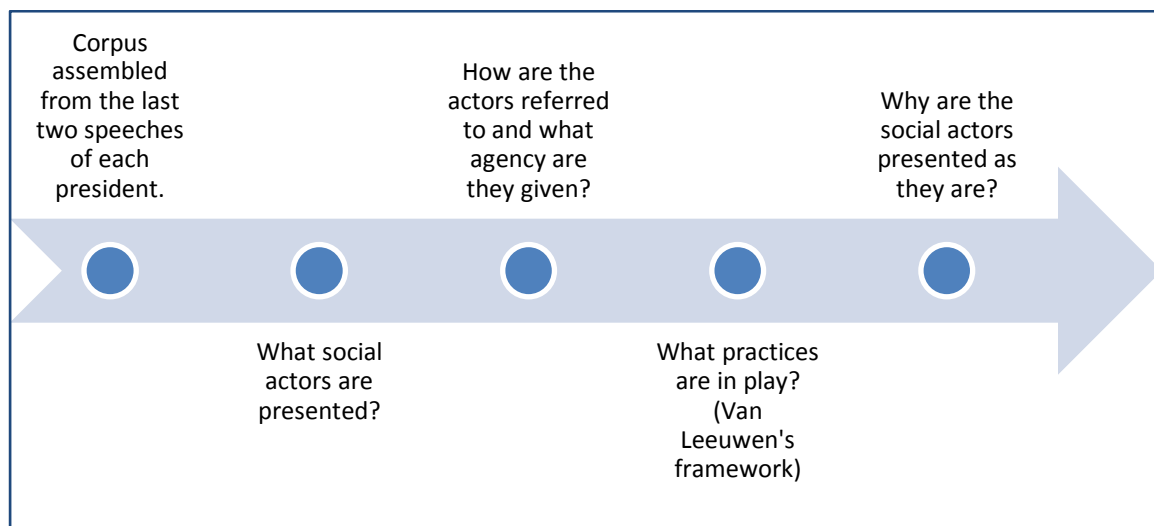 Corpus
assembled
from the last
two speeches
of each
president.
What social
actors are
presented?
How are the
actors referred
to and what
agency are
they given?
What practices
are in play?
(Van
Leeuwen's
framework)
Why are the
social actors
presented as
they are?